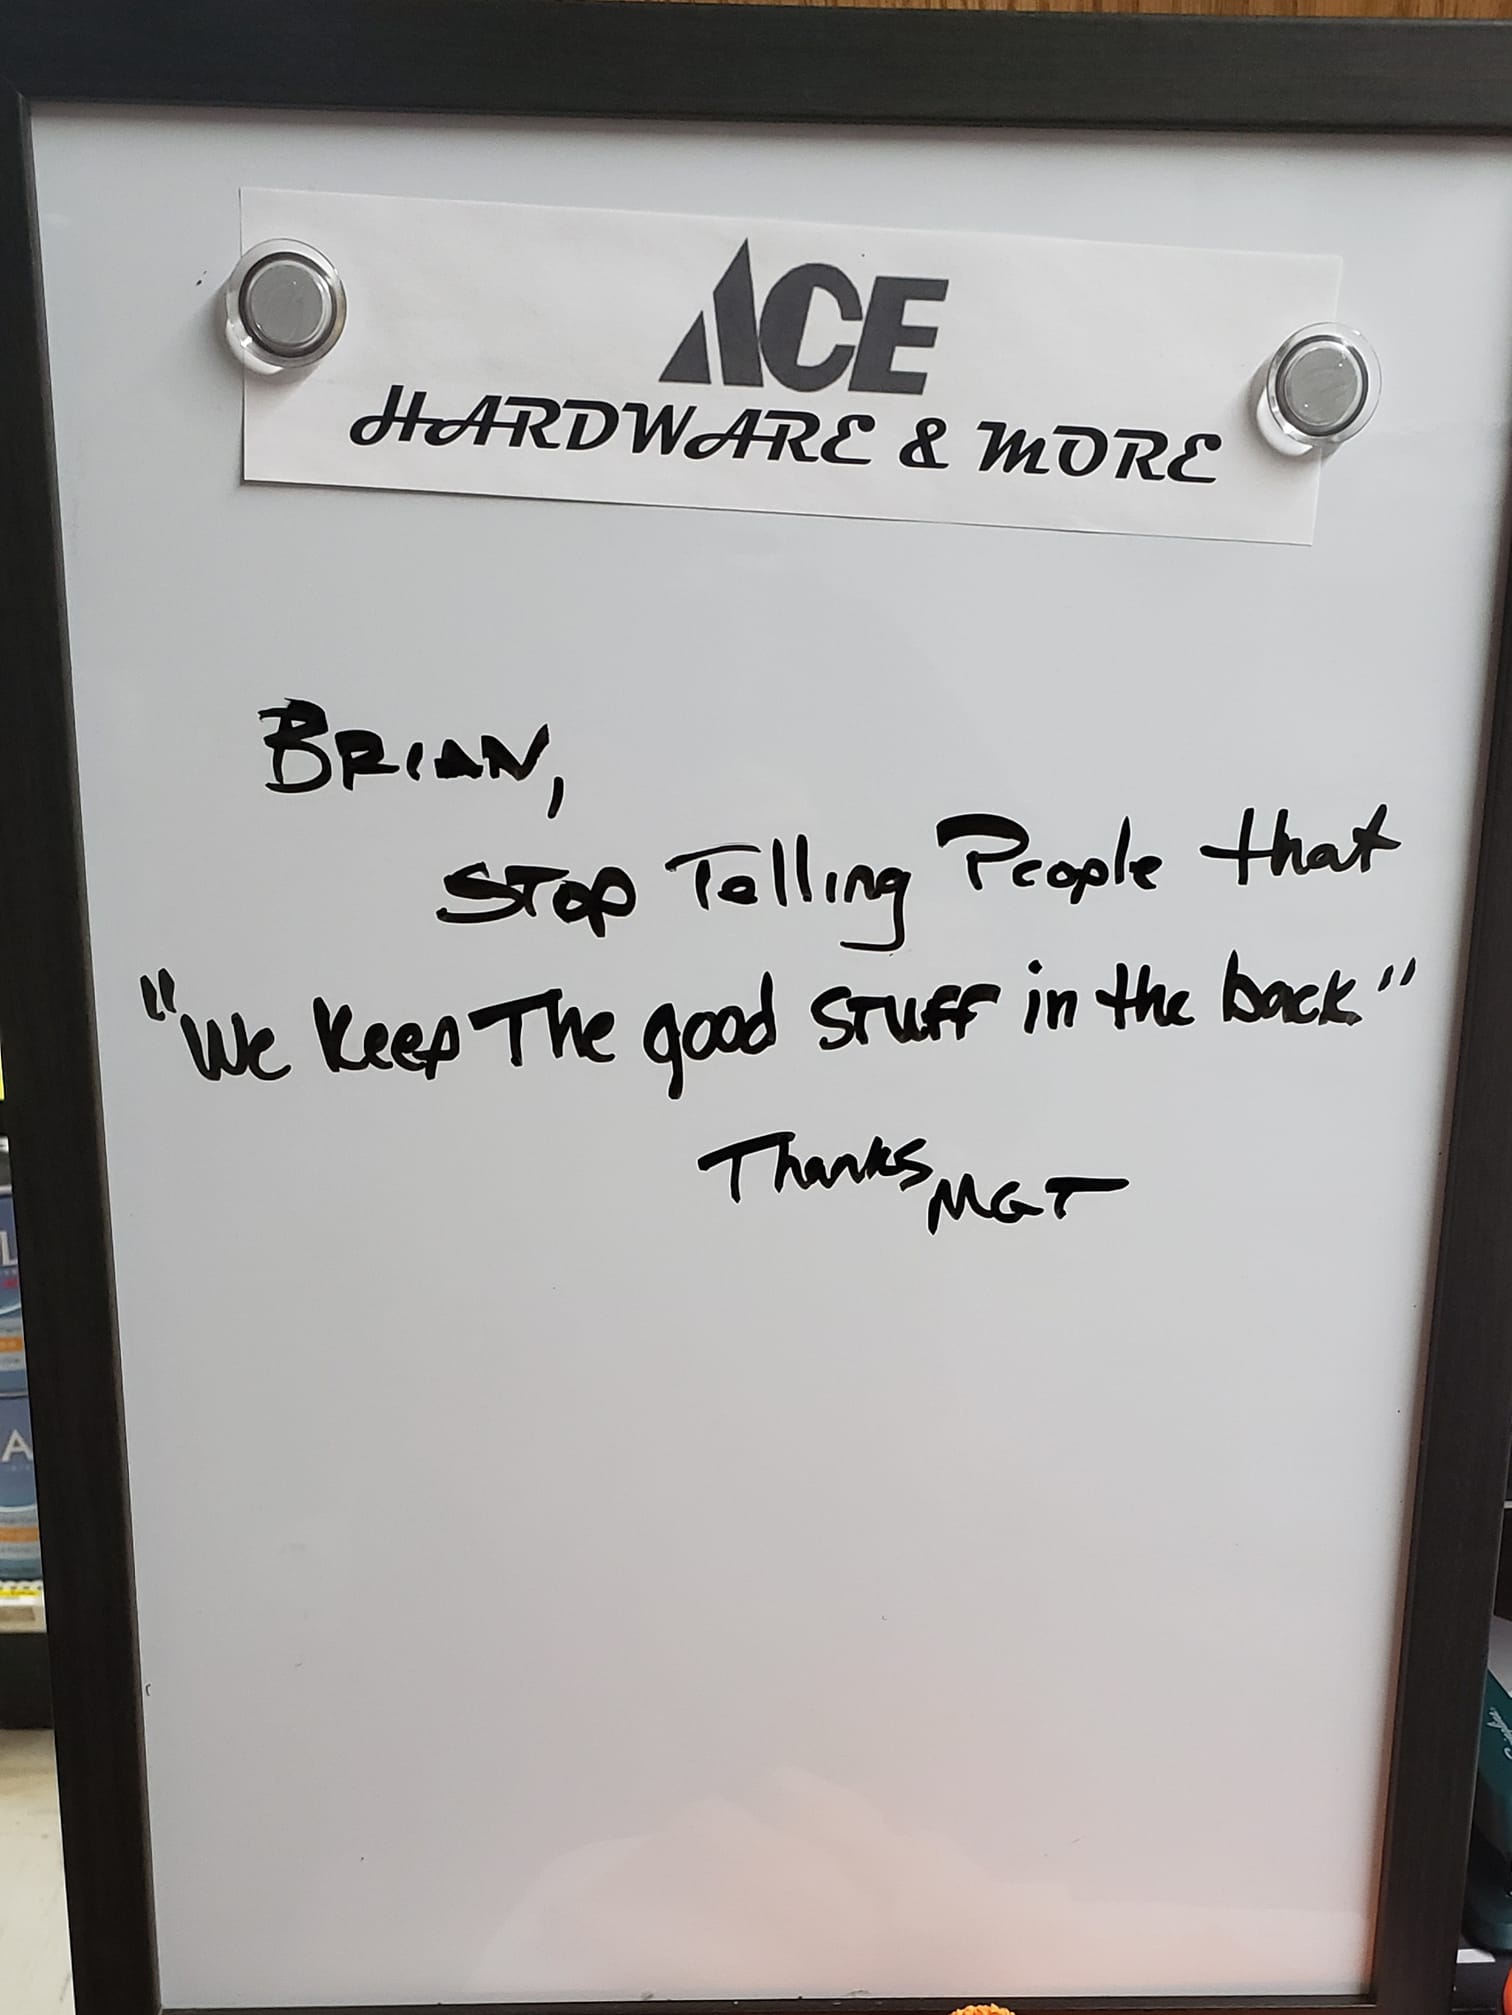 ACE
HARDWARE & MORE
BRIAN,
STOP Telling People that
"We Keep The good STUFF in the back"
Thanks MGT